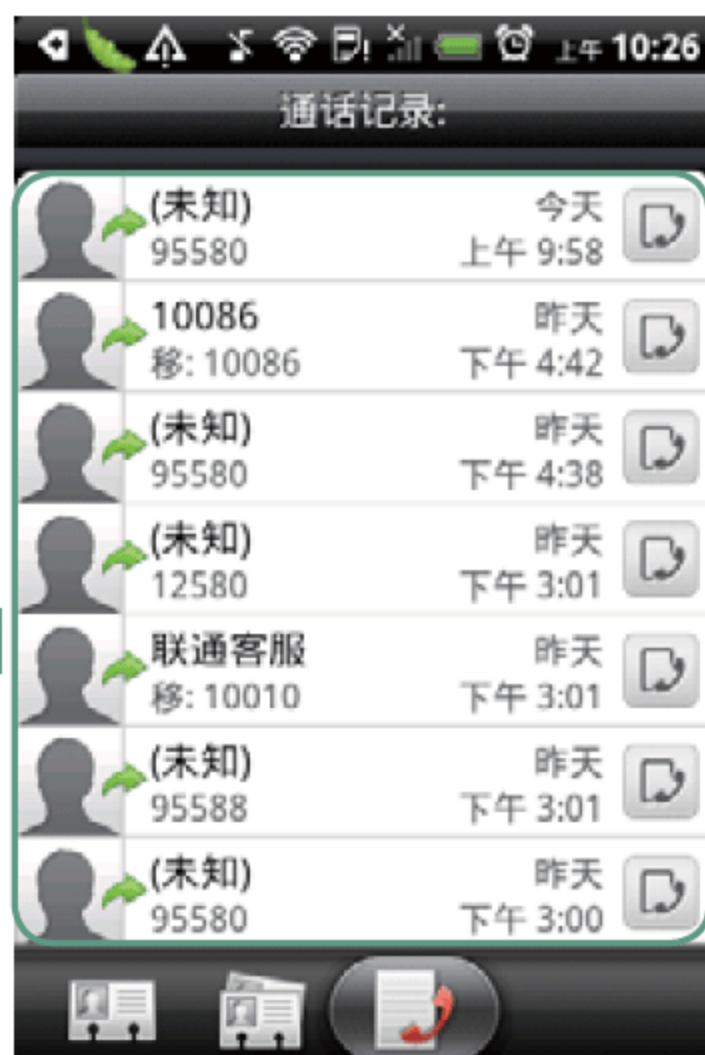 上午 10:26
通话记录:
(未知) 今天
95580 上午 9:58
10086 昨天
移: 10086 下午 4:42
(未知) 昨天
95580 下午 4:38
(未知) 昨天
12580 下午 3:01
联通客服 昨天
移: 10010 下午 3:01
(未知) 昨天
95588 下午 3:01
(未知) 昨天
95580 下午 3:00